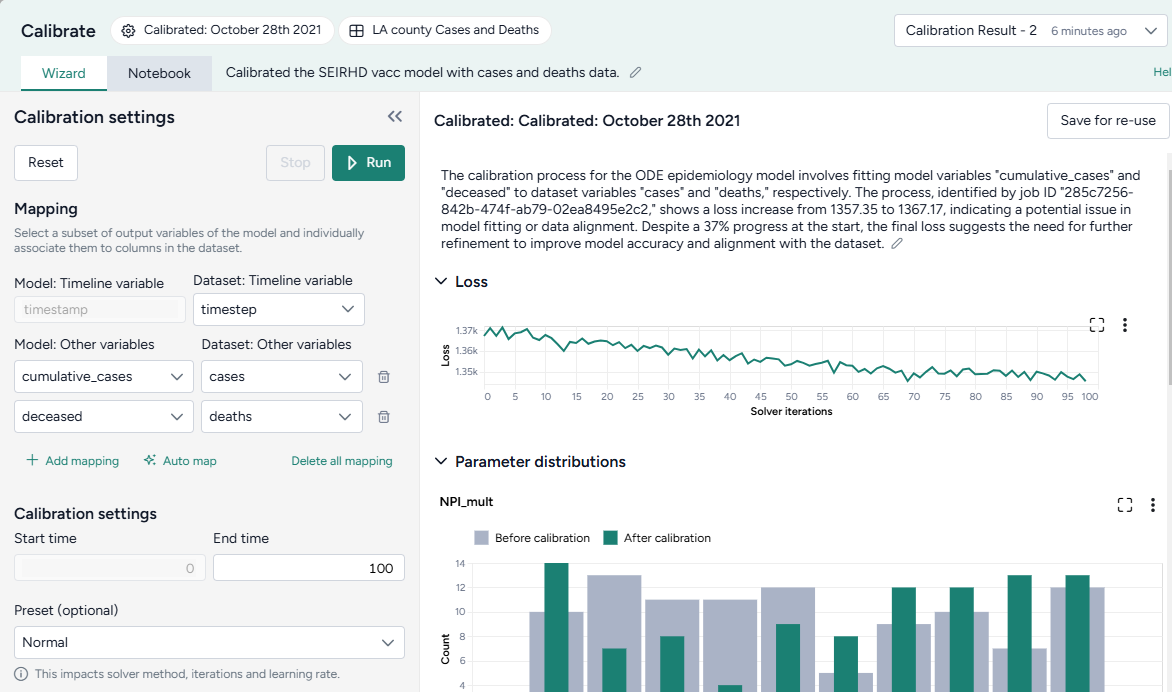 Calibrate
Calibrated: October 28th 2021
LA county Cases and Deaths
Calibration Result - 2 6 minutes ago
Wizard
Notebook
Calibrated the SEIRHD vacc model with cases and deaths data.
Hel
Calibration settings
Reset
Stop
Run
Mapping
Select a subset of output variables of the model and individually
associate them to columns in the dataset.
Model: Timeline variable
Dataset: Timeline variable
timestamp
timestep
Model: Other variables
Dataset: Other variables
cumulative_cases
cases
deceased
deaths
Add mapping
Auto map
Delete all mapping
Calibration settings
Start time
End time
0
100
Preset (optional)
Normal
This impacts solver method, iterations and learning rate.
Calibrated: Calibrated: October 28th 2021
Save for re-use
The calibration process for the ODE epidemiology model involves fitting model variables "cumulative_cases" and
"deceased" to dataset variables "cases" and "deaths," respectively. The process, identified by job ID "285c7256-
842b-474f-ab79-02ea8495e2c2," shows a loss increase from 1357.35 to 1367.17, indicating a potential issue in
model fitting or data alignment. Despite a 37% progress at the start, the final loss suggests the need for further
refinement to improve model accuracy and alignment with the dataset.
Loss
1.37k
1.36k
1.35k
Loss
0 5 10 15 20 25 30 35 40 45 50 55 60 65 70 75 80 85 90 95 100
Solver iterations
Parameter distributions
NPI_mult
Before calibration
After calibration
14
12
10
8
6
4
Count